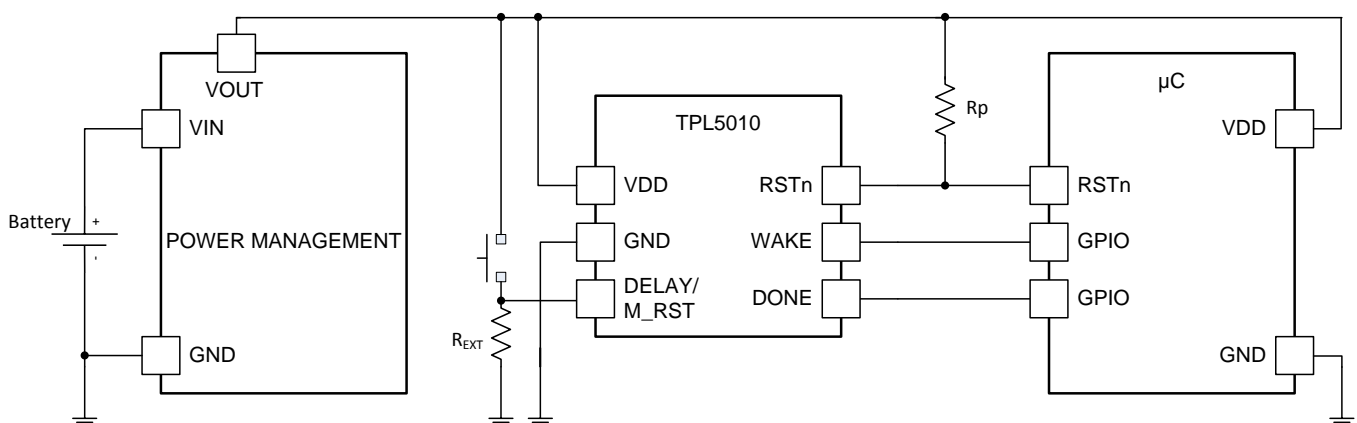 VOUT
VIN
Battery
+
-
POWER MANAGEMENT
GND
TPL5010
VDD
GND
DELAY/
M_RST
REXT
RSTn
WAKE
DONE
Rp
µC
VDD
RSTn
GPIO
GPIO
GND